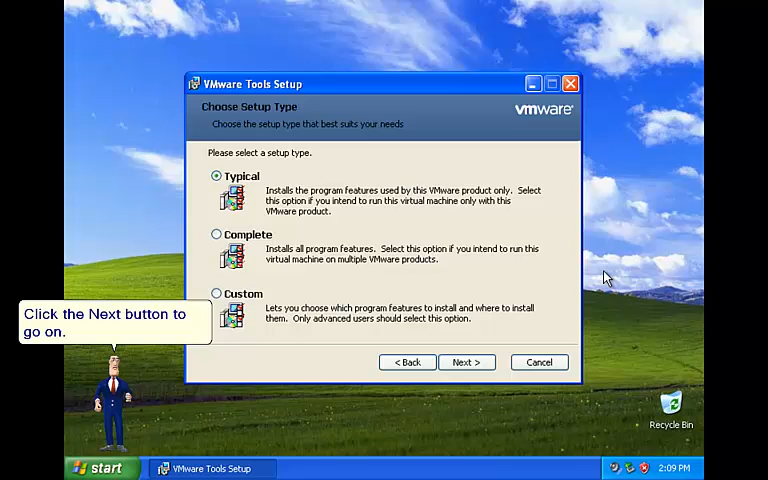 VMware Tools Setup
Choose Setup Type
Choose the setup type that best suits your needs
vmware®
Please select a setup type.
Typical
Installs the program features used by this VMware product only. Select
this option if you intend to run this virtual machine only with this
VMware product.
Complete
Installs all program features. Select this option if you intend to run this
virtual machine on multiple VMware products.
Custom
Lets you choose which program features to install and where to install
them. Only advanced users should select this option.
Click the Next button to
go on.
< Back
Next >
Cancel
Recycle Bin
start
VMware Tools Setup
2:09 PM